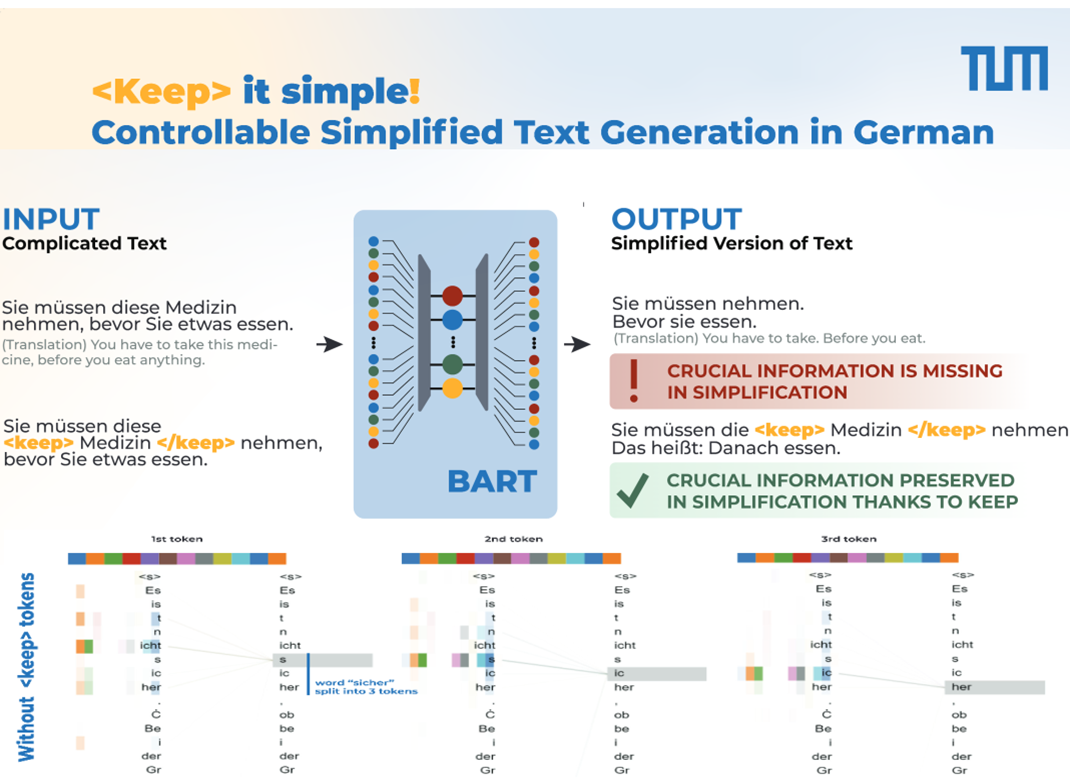 TUM
<Keep> it simple!
Controllable Simplified Text Generation in German
INPUT
Complicated Text
Sie müssen diese Medizin
nehmen, bevor Sie etwas essen.
(Translation) You have to take this medi-
cine, before you eat anything.
Sie müssen diese
<keep> Medizin </keep> nehmen,
bevor Sie etwas essen.
BART
OUTPUT
Simplified Version of Text
Sie müssen nehmen.
Bevor sie essen.
(Translation) You have to take. Before you eat.
! CRUCIAL INFORMATION IS MISSING
IN SIMPLIFICATION
Sie müssen die <keep> Medizin </keep> nehmen
Das heißt: Danach essen.
CRUCIAL INFORMATION PRESERVED
IN SIMPLIFICATION THANKS TO KEEP
Without <keep> tokens
1st token
<s> <s>
Es Es
is is
t t
n n
icht icht
s s
ic ic
her her
. ,
Ċ ob
Be be
i i
der der
Gr Gr
word "sicher"
split into 3 tokens
2nd token
<s> <s>
Es Es
is is
t t
n n
icht icht
s s
ic ic
her her
. ,
Ċ ob
Be be
i i
der der
Gr Gr
3rd token
<s> <s>
Es Es
is is
t t
n n
icht icht
s s
ic ic
her her
. ,
Ċ ob
Be be
i i
der der
Gr Gr